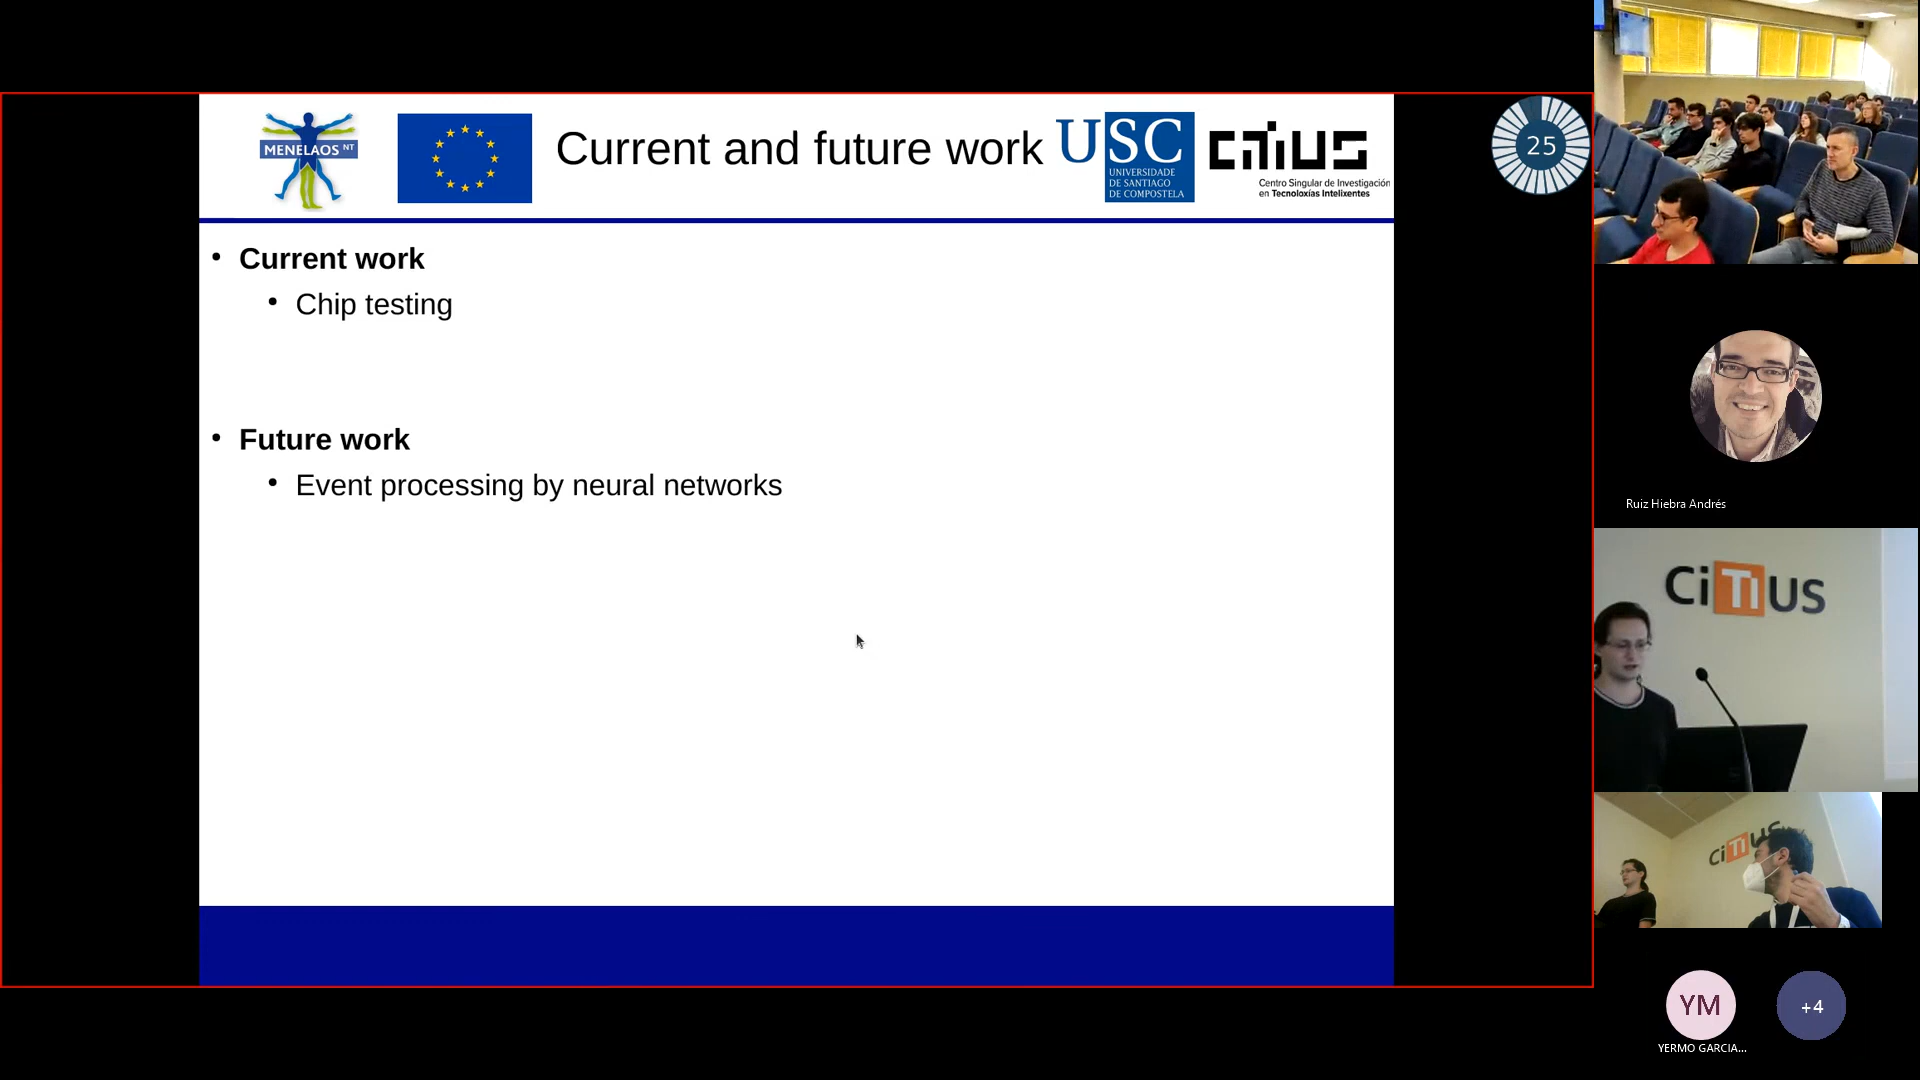 MENELAOS NT
Current and future work
USC
UNIVERSIDADE
DE SANTIAGO
DE COMPOSTELA
CiTIUS
Centro Singular de Investigación
en Tecnoloxías Intelixentes
25
• Current work
• Chip testing
• Future work
• Event processing by neural networks
Ruiz Hiebra Andrés
CiTIUS
CiTIUS
YM
+4
YERMO GARCIA...